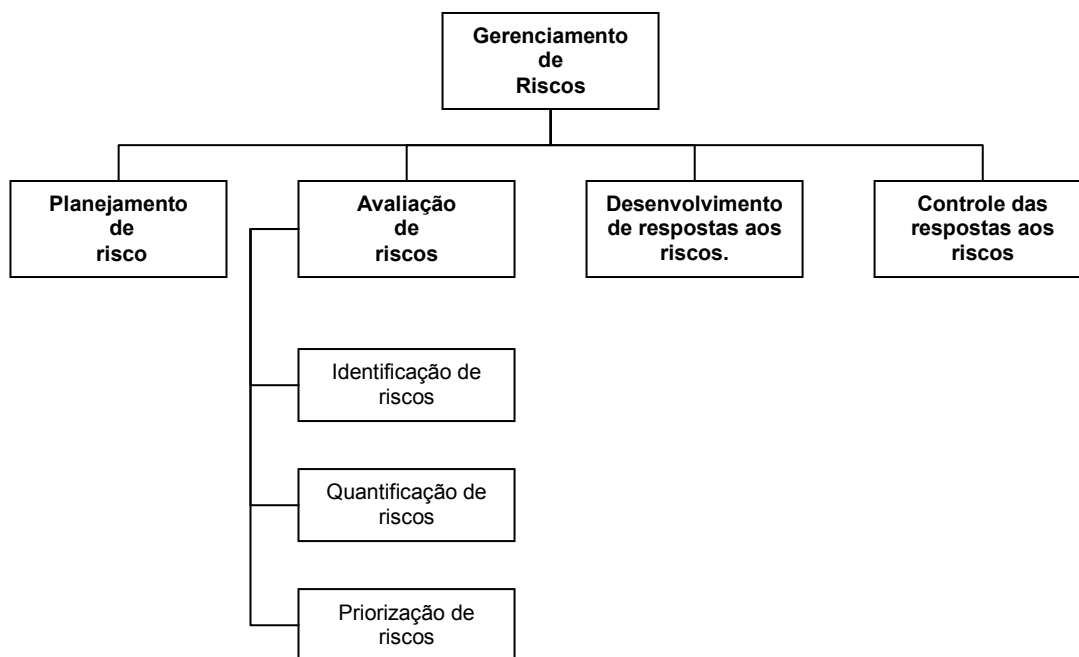 Gerenciamento
de
Riscos
Planejamento
de
risco
Avaliação
de
riscos
Desenvolvimento
de respostas aos
riscos.
Controle das
respostas aos
riscos
Identificação de
riscos
Quantificação de
riscos
Priorização de
riscos